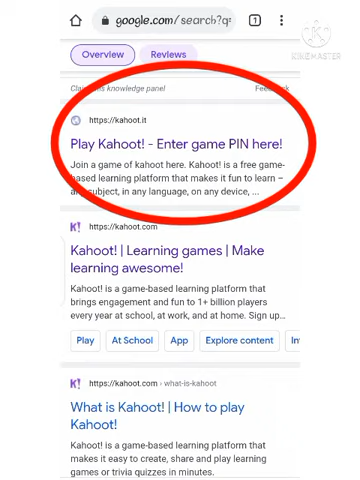 google.com/search?q=
1
KINEMASTER
Overview
Reviews
knowledge panel
https://kahoot.it
Play Kahoot! - Enter game PIN here!
Join a game of kahoot here. Kahoot! is a free game-
based learning platform that makes it fun to learn –
any subject, in any language, on any device, ...
K! https://kahoot.com
Kahoot! | Learning games | Make
learning awesome!
Kahoot! is a game-based learning platform that
brings engagement and fun to 1+ billion players
every year at school, at work, and at home. Sign up...
Play
At School
App
Explore content
K! https://kahoot.com › what-is-kahoot
What is Kahoot! | How to play
Kahoot!
Kahoot! is a game-based learning platform that
makes it easy to create, share and play learning
games or trivia quizzes in minutes.